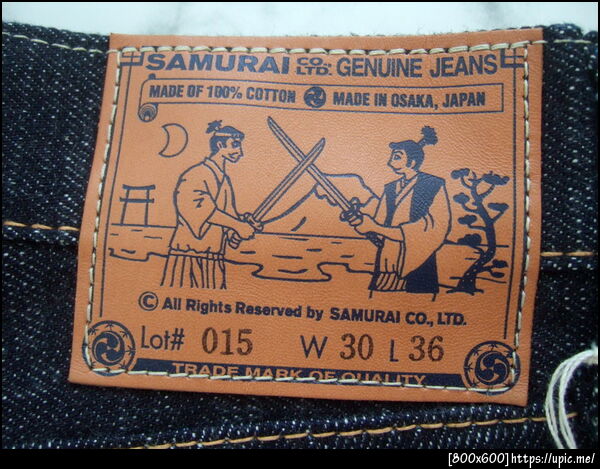 SAMURAI CO., LTD. GENUINE JEANS
MADE OF 100% COTTON MADE IN OSAKA, JAPAN
© All Rights Reserved by SAMURAI CO., LTD.
Lot# 015 W 30 L 36
TRADE MARK OF QUALITY
[800x600]https://upic.me/